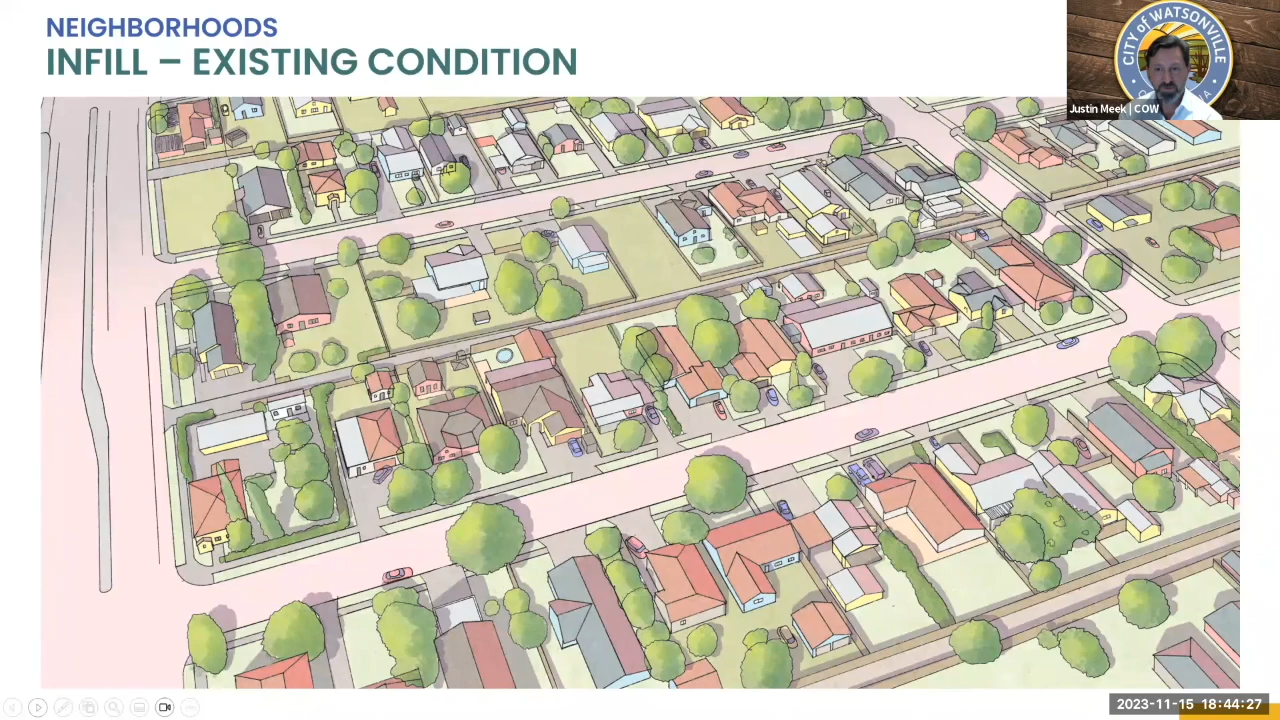 NEIGHBORHOODS
INFILL – EXISTING CONDITION
CITY of WATSONVILLE
Justin Meek | COW
2023-11-15 18:44:27